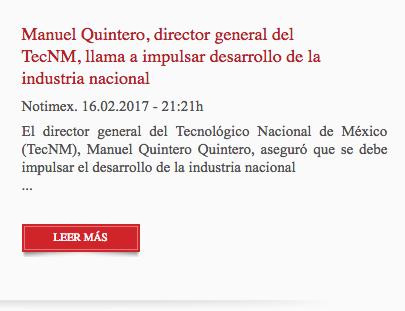 Manuel Quintero, director general del
TecNM, llama a impulsar desarrollo de la
industria nacional
Notimex. 16.02.2017 - 21:21h
El director general del Tecnológico Nacional de México
(TecNM), Manuel Quintero Quintero, aseguró que se debe
impulsar el desarrollo de la industria nacional
...
LEER MÁS